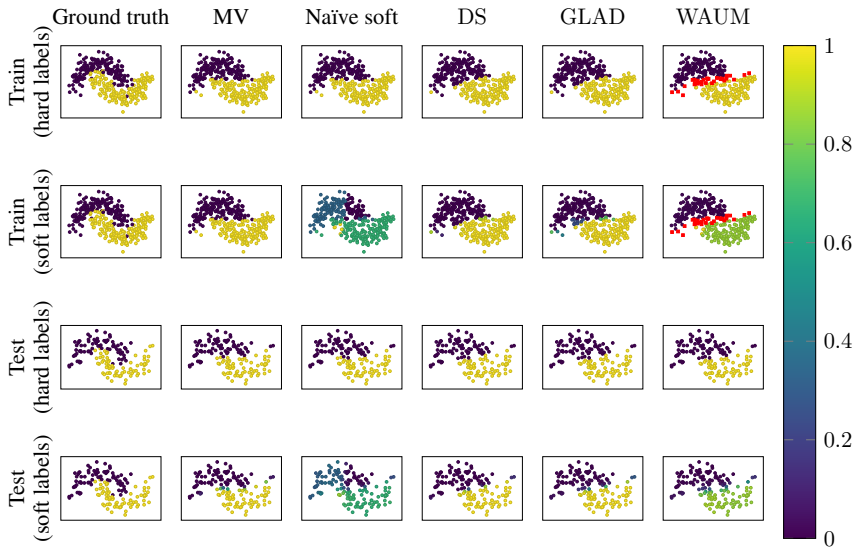 Ground truth MV Naïve soft DS GLAD WAUM
Train
(hard labels)
Train
(soft labels)
Test
(hard labels)
Test
(soft labels)
1
0.8
0.6
0.4
0.2
0